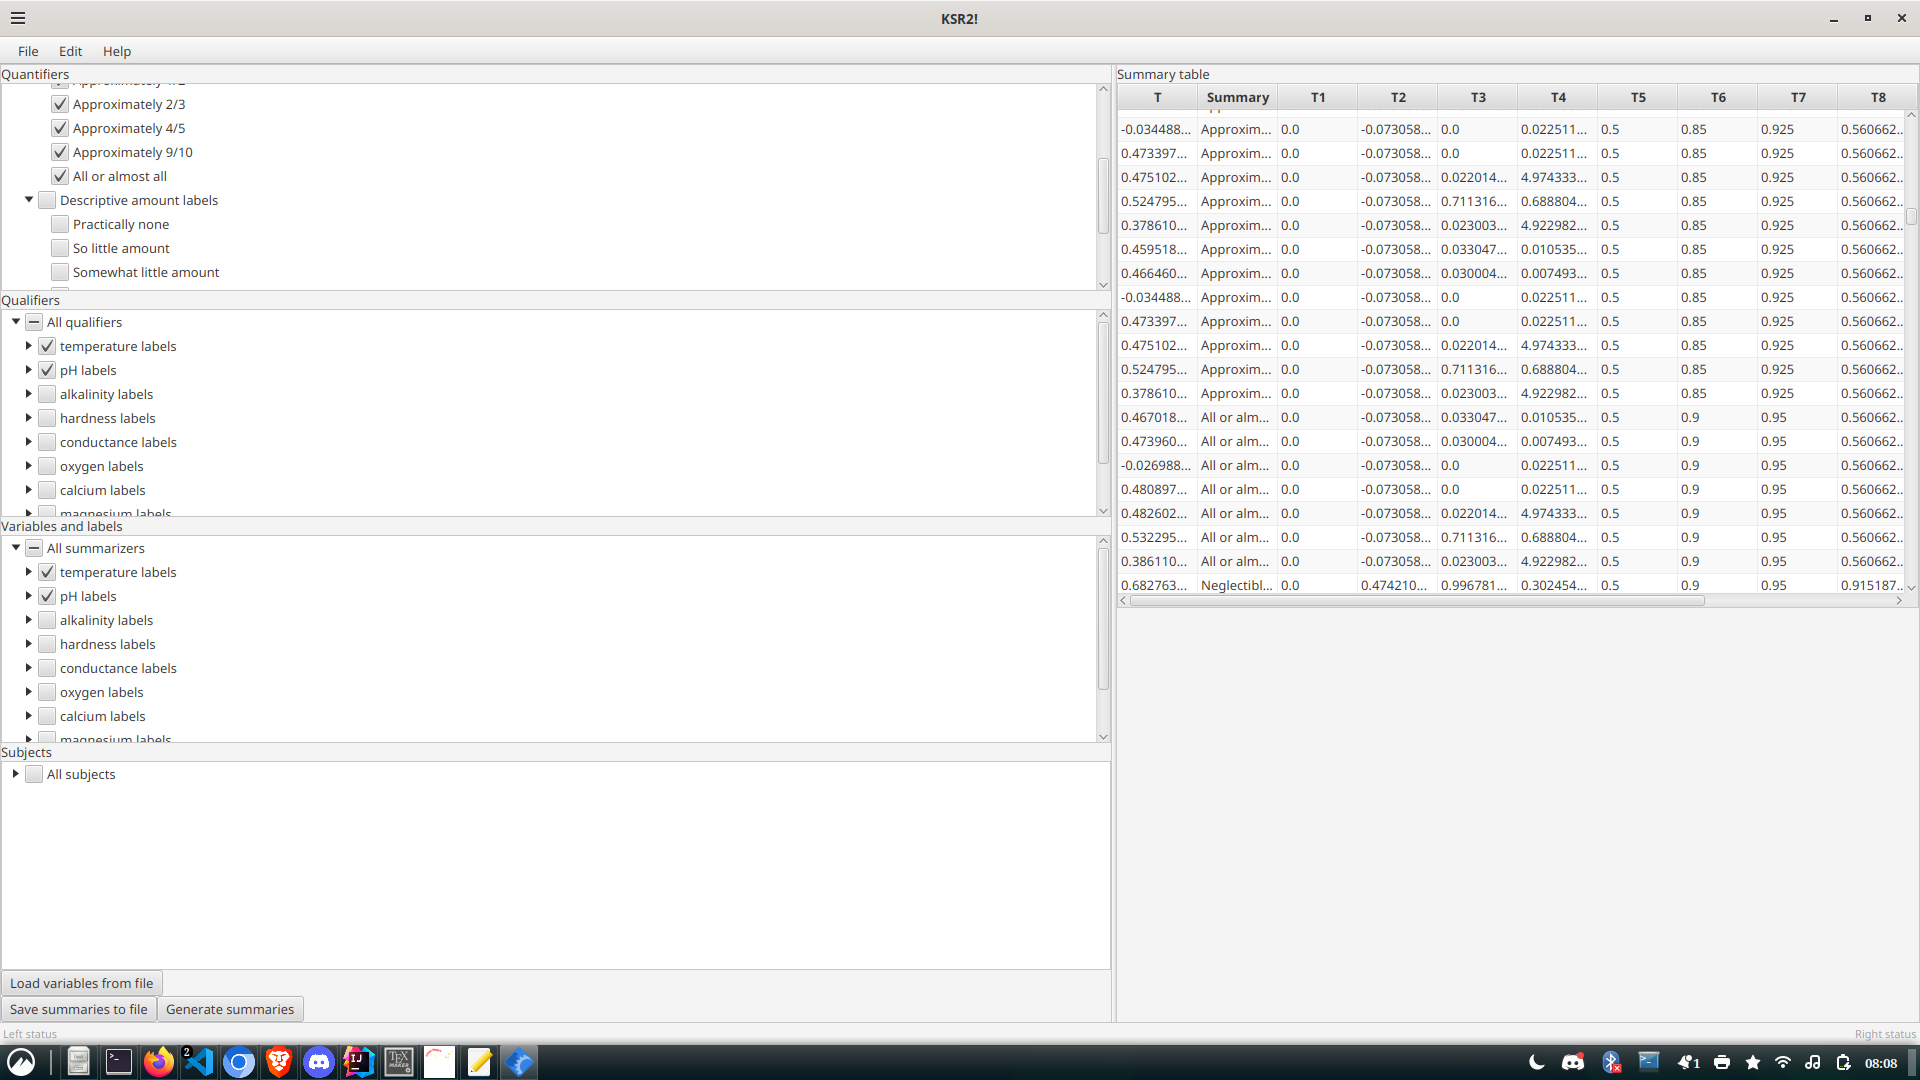 KSR2!
File Edit Help
Quantifiers
Approximately 2/3
Approximately 4/5
Approximately 9/10
All or almost all
Descriptive amount labels
Practically none
So little amount
Somewhat little amount
Qualifiers
All qualifiers
temperature labels
pH labels
alkalinity labels
hardness labels
conductance labels
oxygen labels
calcium labels
magnesium labels
Variables and labels
All summarizers
temperature labels
pH labels
alkalinity labels
hardness labels
conductance labels
oxygen labels
calcium labels
magnesium labels
Subjects
All subjects
Load variables from file
Save summaries to file Generate summaries
Summary table
T Summary T1 T2 T3 T4 T5 T6 T7 T8
-0.034488... Approxim... 0.0 -0.073058... 0.0 0.022511... 0.5 0.85 0.925 0.560662..
0.473397... Approxim... 0.0 -0.073058... 0.0 0.022511... 0.5 0.85 0.925 0.560662..
0.475102... Approxim... 0.0 -0.073058... 0.022014... 4.974333... 0.5 0.85 0.925 0.560662..
0.524795... Approxim... 0.0 -0.073058... 0.711316... 0.688804... 0.5 0.85 0.925 0.560662..
0.378610... Approxim... 0.0 -0.073058... 0.023003... 4.922982... 0.5 0.85 0.925 0.560662..
0.459518... Approxim... 0.0 -0.073058... 0.033047... 0.010535... 0.5 0.85 0.925 0.560662..
0.466460... Approxim... 0.0 -0.073058... 0.030004... 0.007493... 0.5 0.85 0.925 0.560662..
-0.034488... Approxim... 0.0 -0.073058... 0.0 0.022511... 0.5 0.85 0.925 0.560662..
0.473397... Approxim... 0.0 -0.073058... 0.0 0.022511... 0.5 0.85 0.925 0.560662..
0.475102... Approxim... 0.0 -0.073058... 0.022014... 4.974333... 0.5 0.85 0.925 0.560662..
0.524795... Approxim... 0.0 -0.073058... 0.711316... 0.688804... 0.5 0.85 0.925 0.560662..
0.378610... Approxim... 0.0 -0.073058... 0.023003... 4.922982... 0.5 0.85 0.925 0.560662..
0.467018... All or alm... 0.0 -0.073058... 0.033047... 0.010535... 0.5 0.9 0.95 0.560662..
0.473960... All or alm... 0.0 -0.073058... 0.030004... 0.007493... 0.5 0.9 0.95 0.560662..
-0.026988... All or alm... 0.0 -0.073058... 0.0 0.022511... 0.5 0.9 0.95 0.560662..
0.480897... All or alm... 0.0 -0.073058... 0.0 0.022511... 0.5 0.9 0.95 0.560662..
0.482602... All or alm... 0.0 -0.073058... 0.022014... 4.974333... 0.5 0.9 0.95 0.560662..
0.532295... All or alm... 0.0 -0.073058... 0.711316... 0.688804... 0.5 0.9 0.95 0.560662..
0.386110... All or alm... 0.0 -0.073058... 0.023003... 4.922982... 0.5 0.9 0.95 0.560662..
0.682763... Neglectibl... 0.0 0.474210... 0.996781... 0.302454... 0.5 0.9 0.95 0.915187..
Left status Right status
2 1 08:08